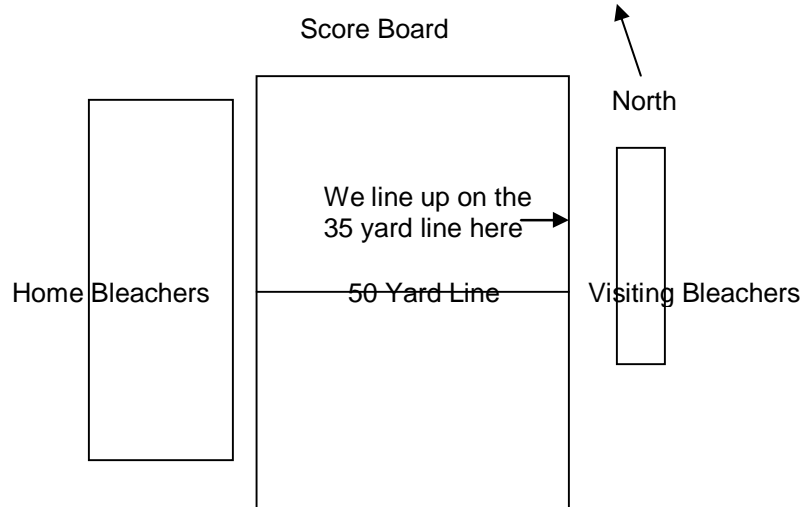 Score Board
North
We line up on the
35 yard line here
Home Bleachers
50 Yard Line
Visiting Bleachers